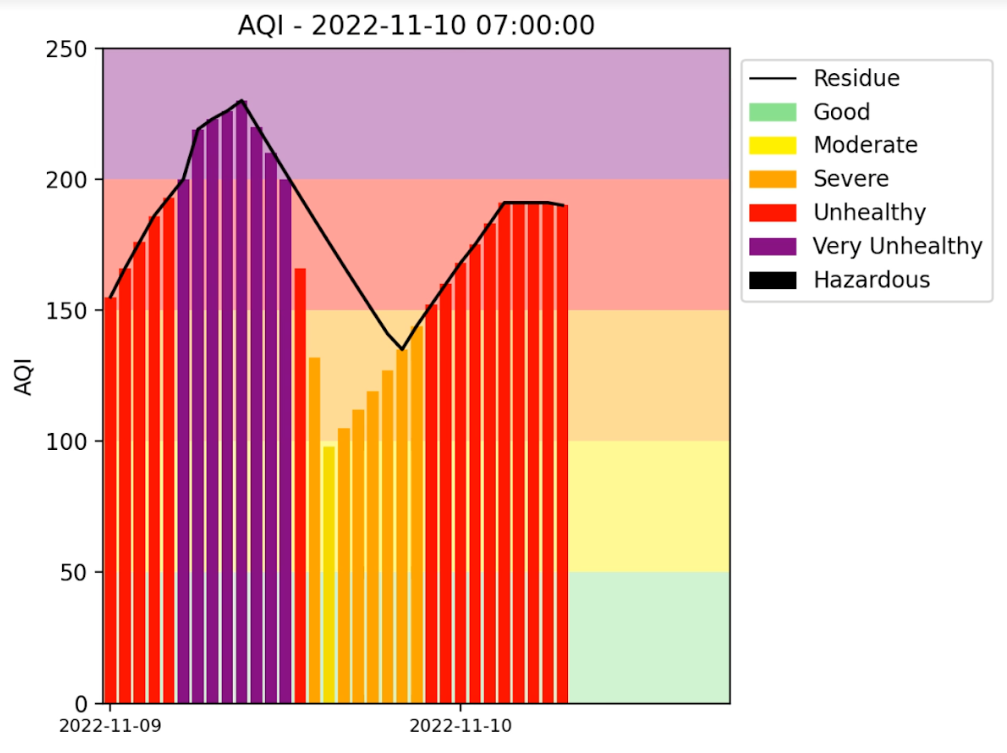 AQI - 2022-11-10 07:00:00
250
200
150
100
50
0
AQI
2022-11-09
2022-11-10
Residue
Good
Moderate
Severe
Unhealthy
Very Unhealthy
Hazardous